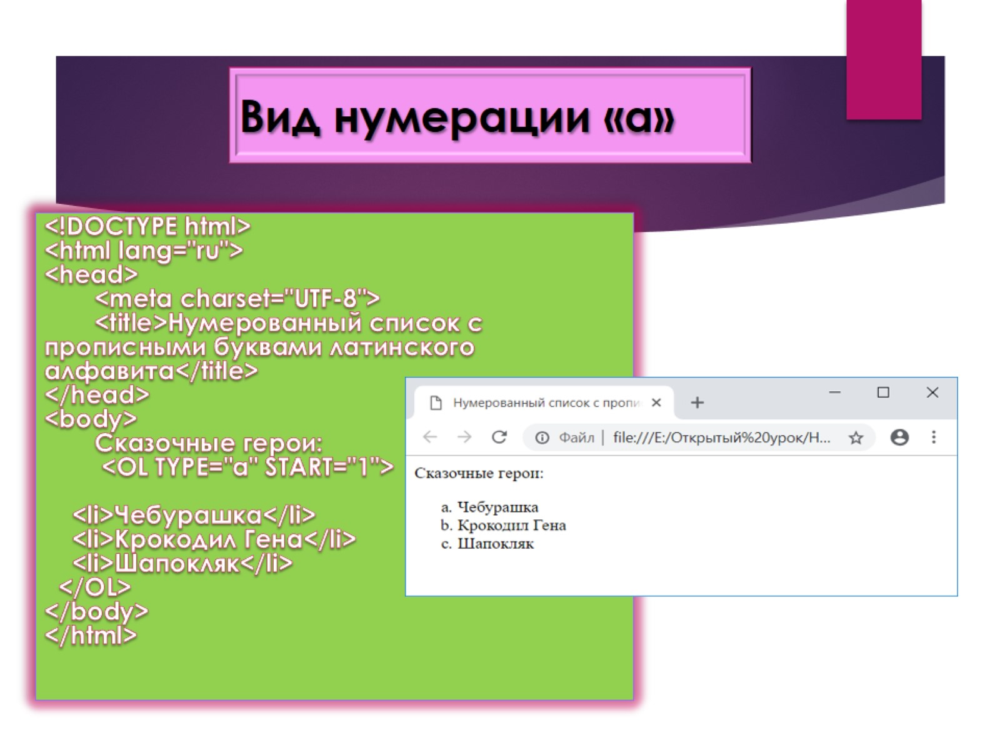 Вид нумерации «a»
<!DOCTYPE html>
<html lang="ru">
<head>
<meta charset="UTF-8">
<title>Нумерованный список с
прописными буквами латинского
алфавита</title>
</head>
<body>
Сказочные герои:
<OL TYPE="a" START="1">
<li>Чебурашка</li>
<li>Крокодил Гена</li>
<li>Шапокляк</li>
</OL>
</body>
</html>
Нумерованный список с пропи
Файл | file:///E:/Открытый%20урок/Н...
Сказочные герои:
a. Чебурашка
b. Крокодил Гена
c. Шапокляк